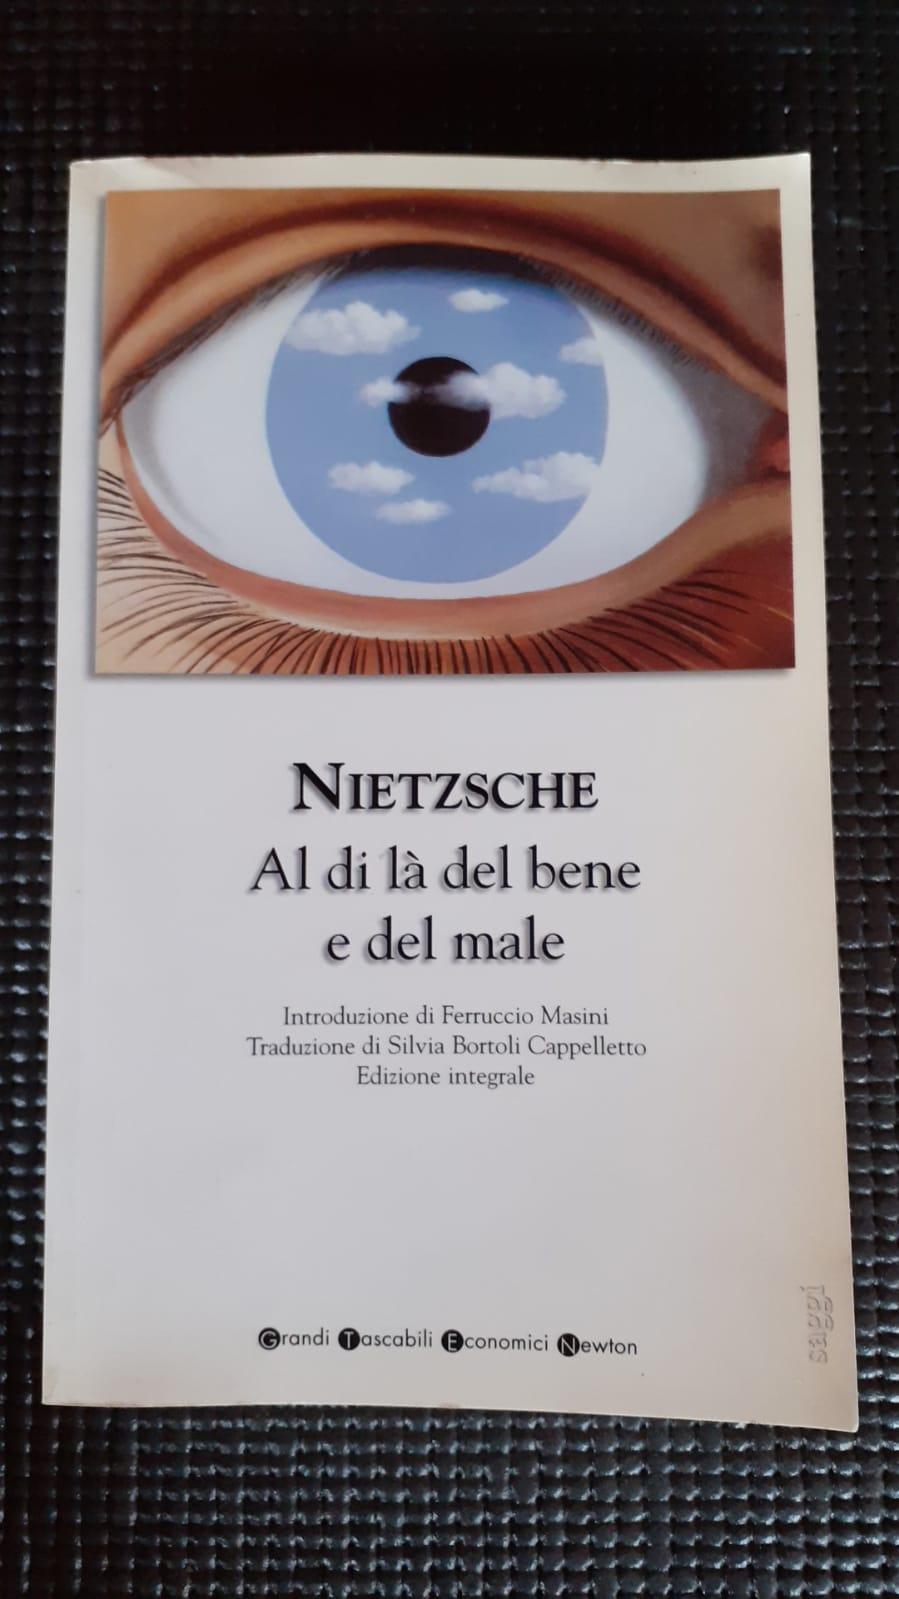 NIETZSCHE
Al di là del bene
e del male
Introduzione di Ferruccio Masini
Traduzione di Silvia Bortoli Cappelletto
Edizione integrale
Grandi Tascabili Economici Newton
saggi